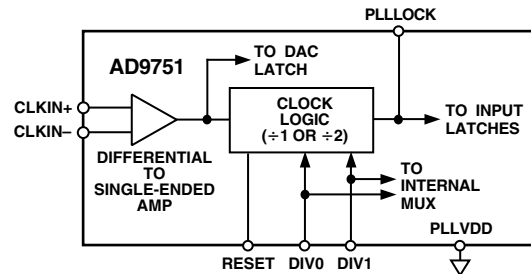 PLLLOCK
AD9751
TO DAC
LATCH
CLKIN+
CLKIN–
CLOCK
LOGIC
(÷1 OR ÷2)
TO INPUT
LATCHES
DIFFERENTIAL
TO
SINGLE-ENDED
AMP
TO
INTERNAL
MUX
PLLVDD
RESET
DIV0
DIV1